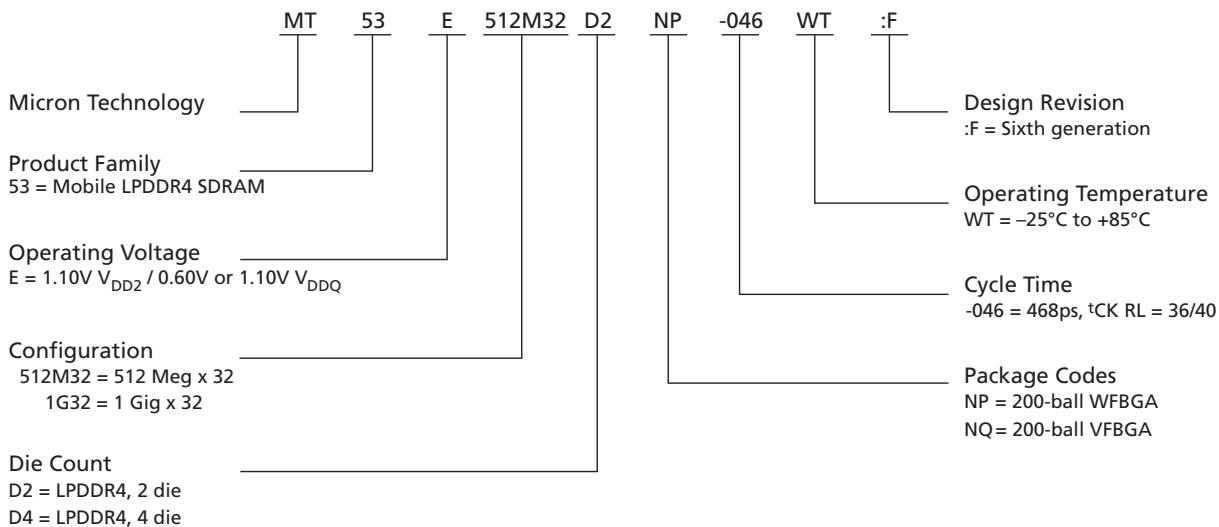 MT 53 E 512M32 D2 NP -046 WT :F
Micron Technology
Product Family
53 = Mobile LPDDR4 SDRAM
Operating Voltage
E = 1.10V VDD2 / 0.60V or 1.10V VDDQ
Configuration
512M32 = 512 Meg x 32
1G32 = 1 Gig x 32
Die Count
D2 = LPDDR4, 2 die
D4 = LPDDR4, 4 die
Design Revision
:F = Sixth generation
Operating Temperature
WT = –25°C to +85°C
Cycle Time
-046 = 468ps, tCK RL = 36/40
Package Codes
NP = 200-ball WFBGA
NQ = 200-ball VFBGA